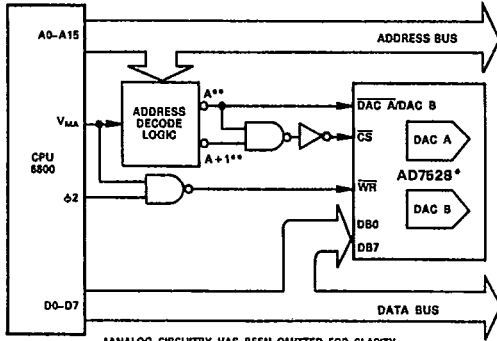 A0–A15
ADDRESS BUS
A**
ADDRESS
DECODE
LOGIC
DAC A/DAC B
VMA
CS
DAC A
A+1**
CPU
6800
AD7528*
WR
φ2
DAC B
DB0
DB7
D0–D7
DATA BUS
*ANALOG CIRCUITRY HAS BEEN OMITTED FOR CLARITY